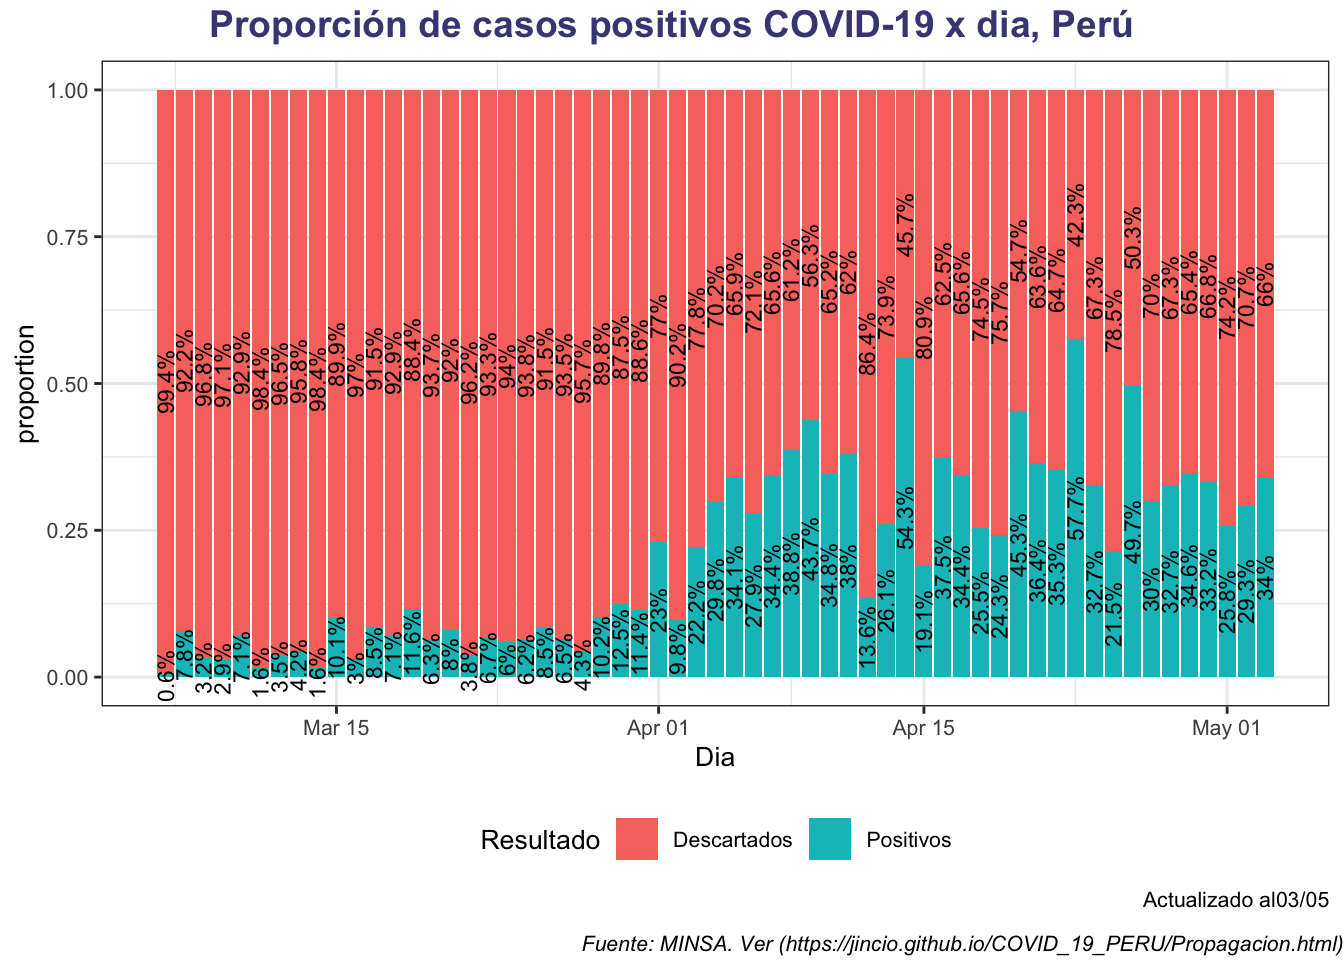 Proporción de casos positivos COVID-19 x dia, Perú
proportion
1.00
0.75
0.50
0.25
0.00
99.4% 92.2% 96.8% 97.1% 92.9% 98.4% 96.5% 95.8% 98.4% 89.9% 97% 91.5% 92.9% 88.4% 93.7% 92% 96.2% 93.3% 94% 93.8% 91.5% 93.5% 95.7% 89.8% 87.5% 88.6% 77% 90.2% 77.8% 70.2% 65.9% 72.1% 65.6% 61.2% 56.3% 65.2% 62% 86.4% 73.9% 45.7% 80.9% 62.5% 65.6% 74.5% 75.7% 54.7% 63.6% 64.7% 42.3% 67.3% 78.5% 50.3% 70% 67.3% 65.4% 66.8% 74.2% 70.7% 66%
0.6% 7.8% 3.2% 2.9% 7.1% 1.6% 3.5% 4.2% 1.6% 10.1% 3% 8.5% 7.1% 11.6% 6.3% 8% 3.8% 6.7% 6% 6.2% 8.5% 6.5% 4.3% 10.2% 12.5% 11.4% 23% 9.8% 22.2% 29.8% 34.1% 27.9% 34.4% 38.8% 43.7% 34.8% 38% 13.6% 26.1% 54.3% 19.1% 37.5% 34.4% 25.5% 24.3% 45.3% 36.4% 35.3% 57.7% 32.7% 21.5% 49.7% 30% 32.7% 34.6% 33.2% 25.8% 29.3% 34%
Mar 15 Apr 01 Apr 15 May 01
Dia
Resultado Descartados Positivos
Actualizado al03/05
Fuente: MINSA. Ver (https://jincio.github.io/COVID_19_PERU/Propagacion.html)